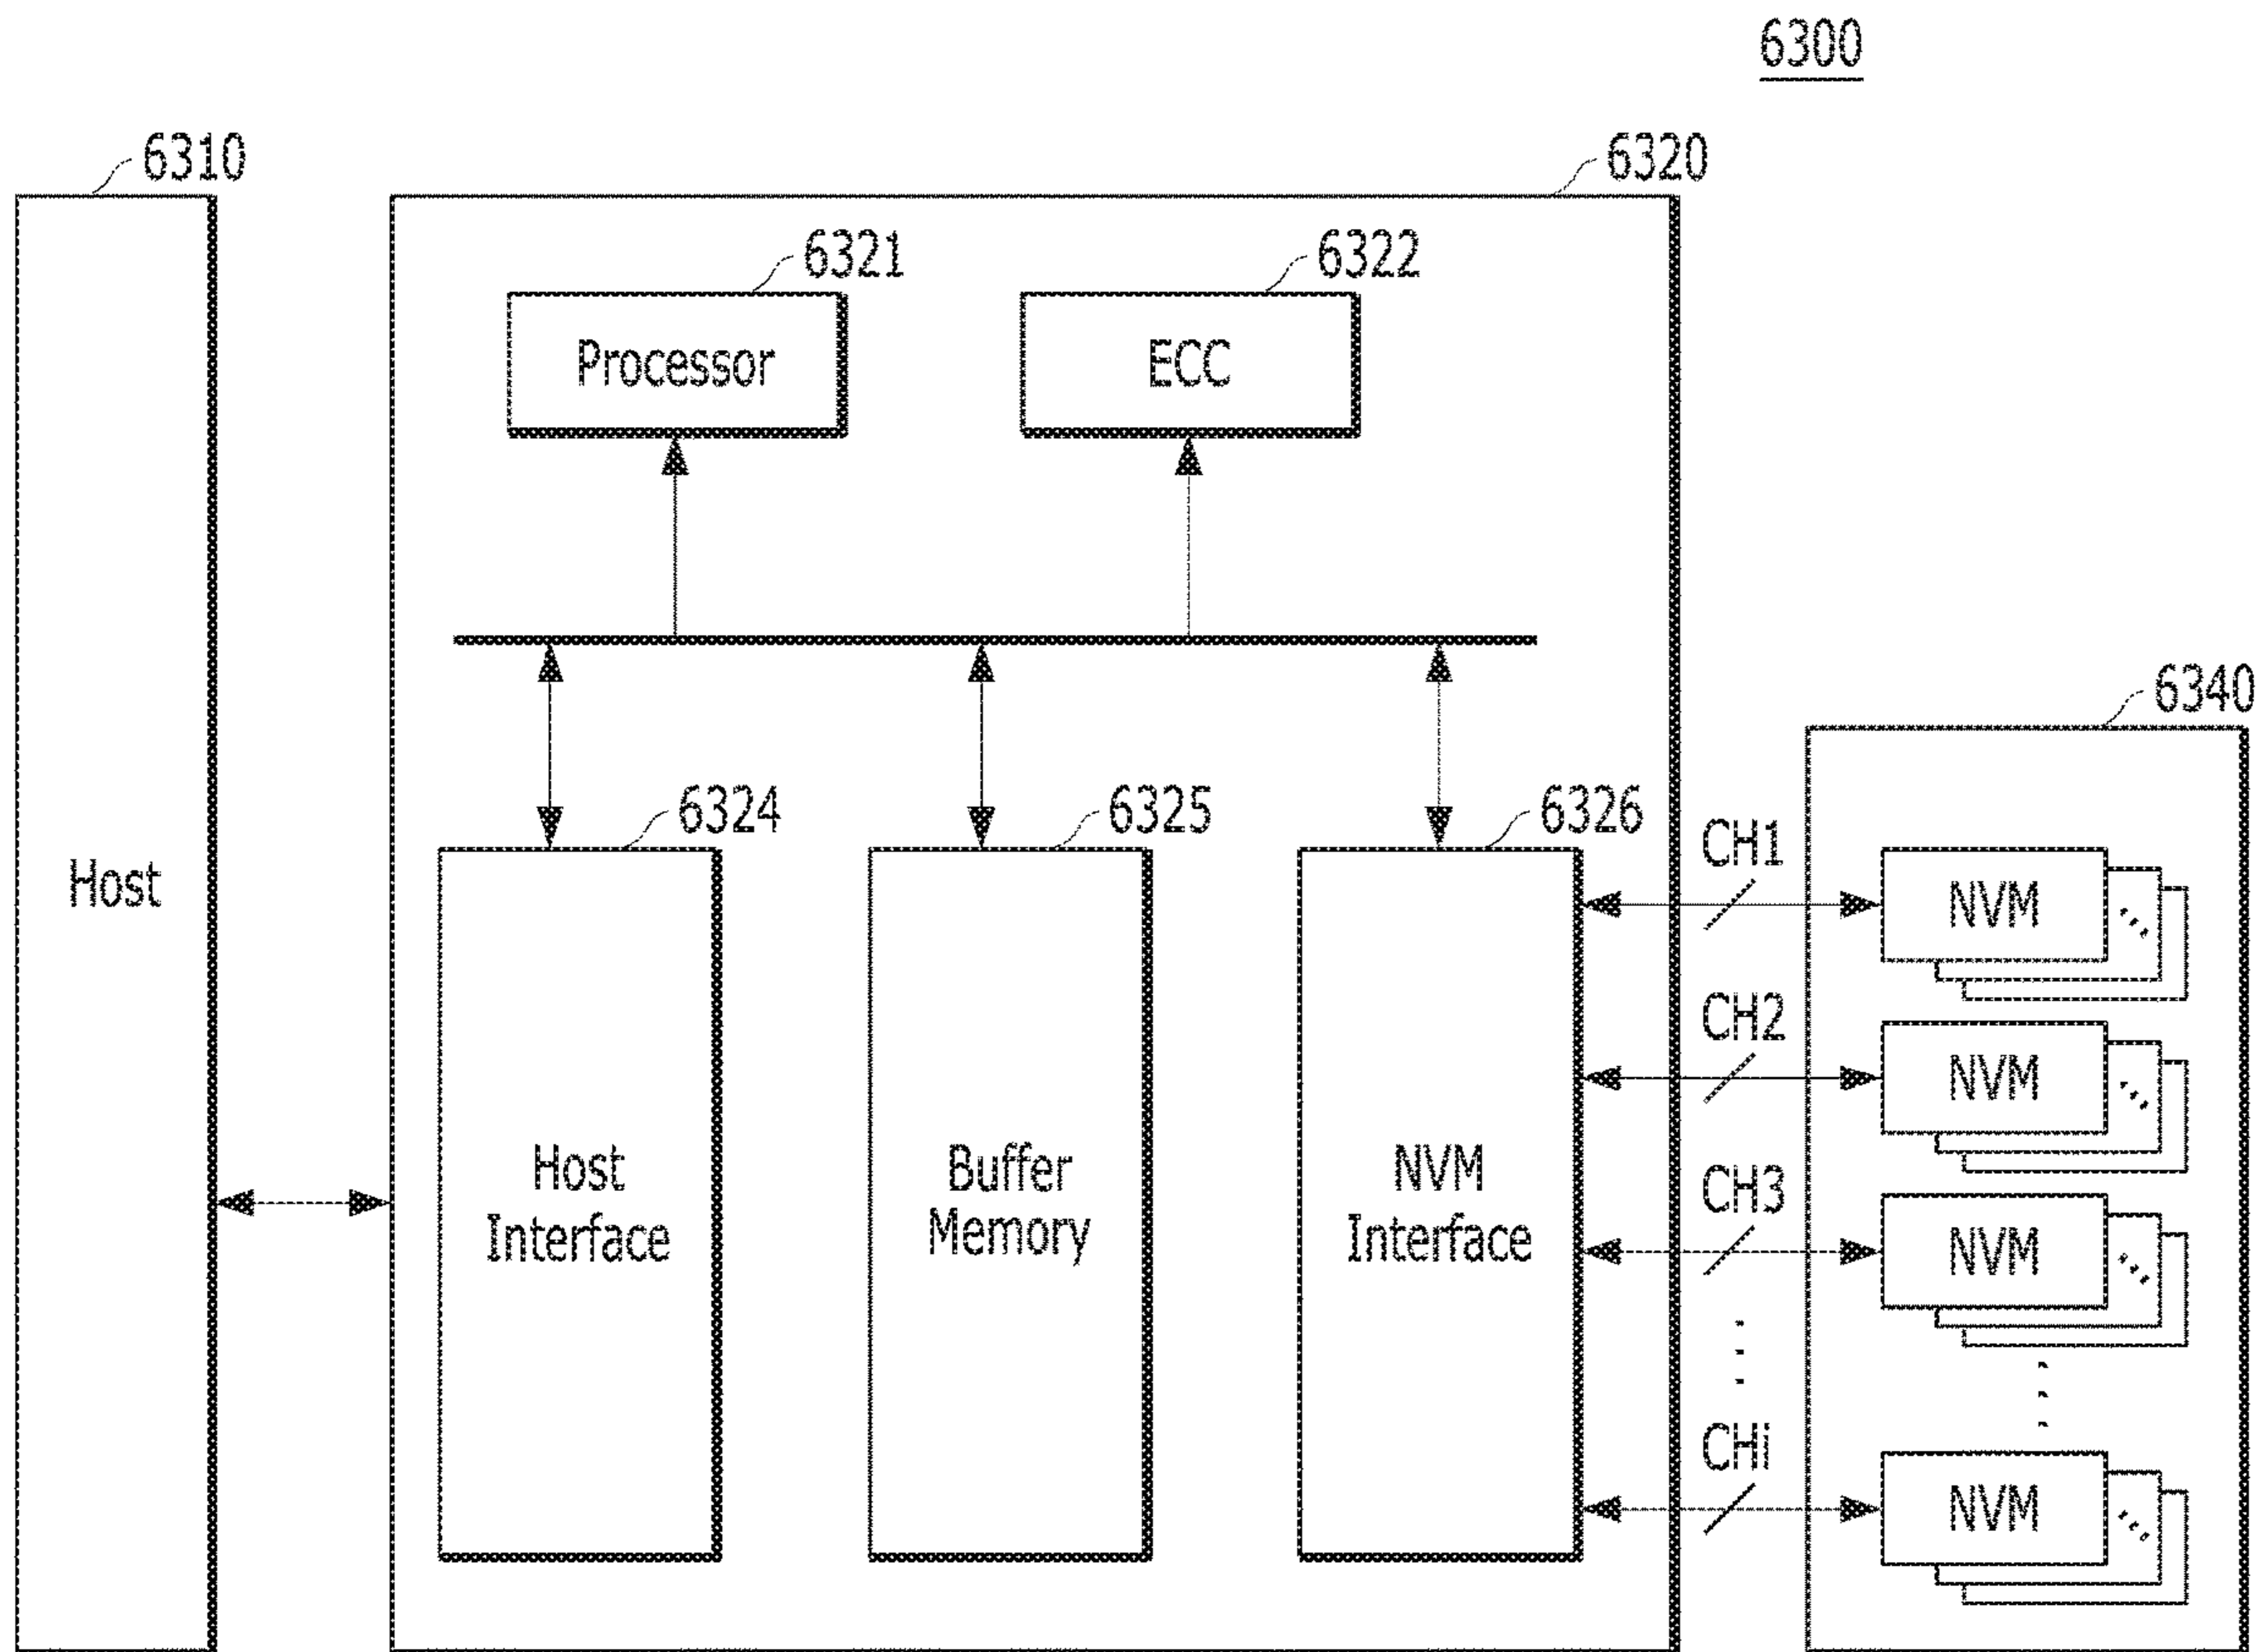 6300
6310
6320
6321
6322
Processor
ECC
6340
6324
6325
6326
CH1
Host
NVM
CH2
NVM
Host
Interface
Buffer
Memory
NVM
Interface
CH3
NVM
CHi
NVM